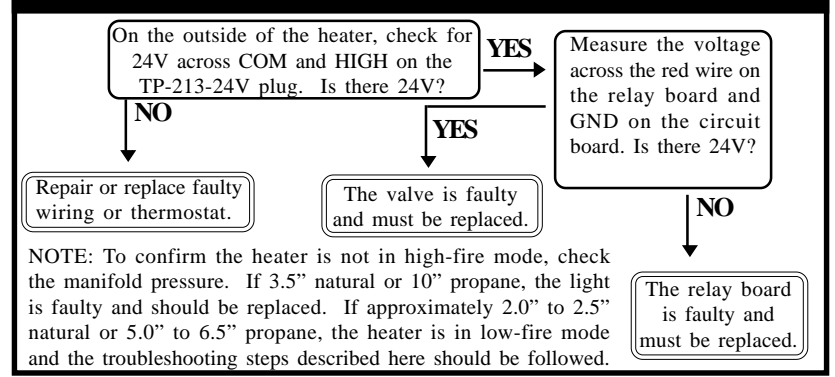 On the outside of the heater, check for
24V across COM and HIGH on the
TP-213-24V plug. Is there 24V?
YES
Measure the voltage
across the red wire on
the relay board and
GND on the circuit
board. Is there 24V?
NO
YES
Repair or replace faulty
wiring or thermostat.
The valve is faulty
and must be replaced.
NO
NOTE: To confirm the heater is not in high-fire mode, check
the manifold pressure. If 3.5” natural or 10” propane, the light
is faulty and should be replaced. If approximately 2.0” to 2.5”
natural or 5.0” to 6.5” propane, the heater is in low-fire mode
and the troubleshooting steps described here should be followed.
The relay board
is faulty and
must be replaced.